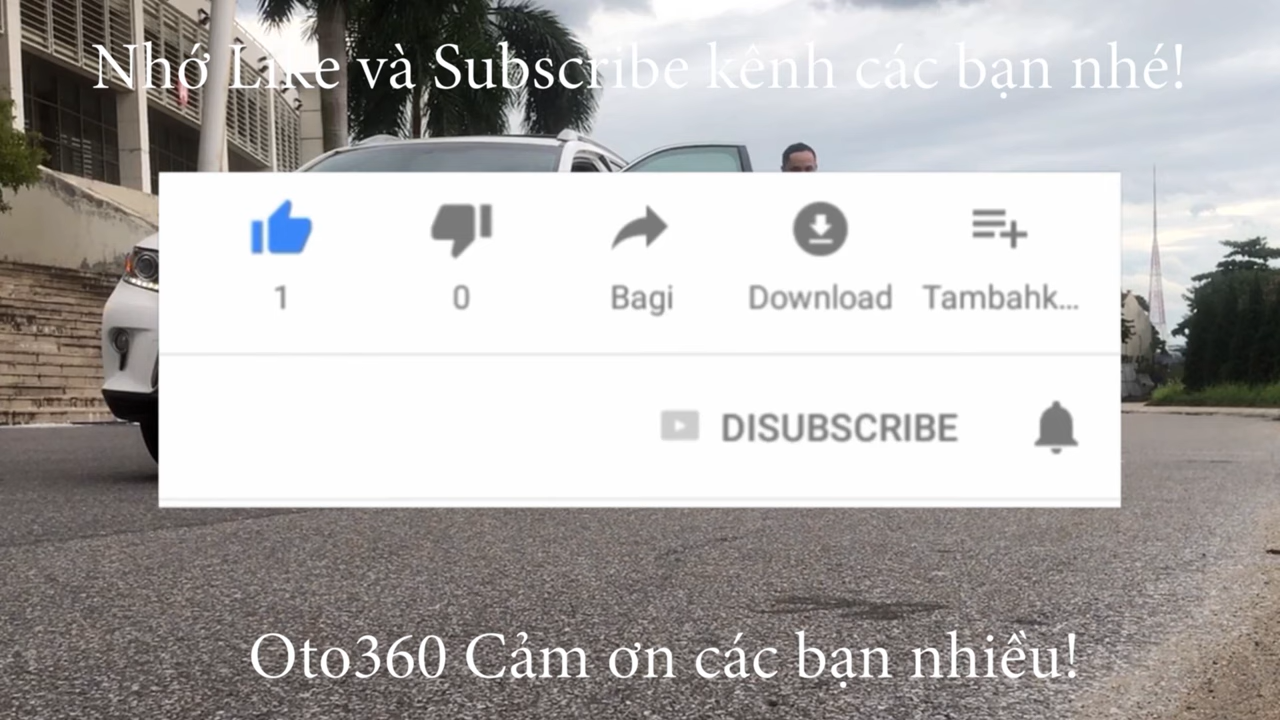 Nhớ Like và Subscribe kênh các bạn nhé!
1 0 Bagi Download Tambahk...
DISUBSCRIBE
Oto360 Cảm ơn các bạn nhiều!